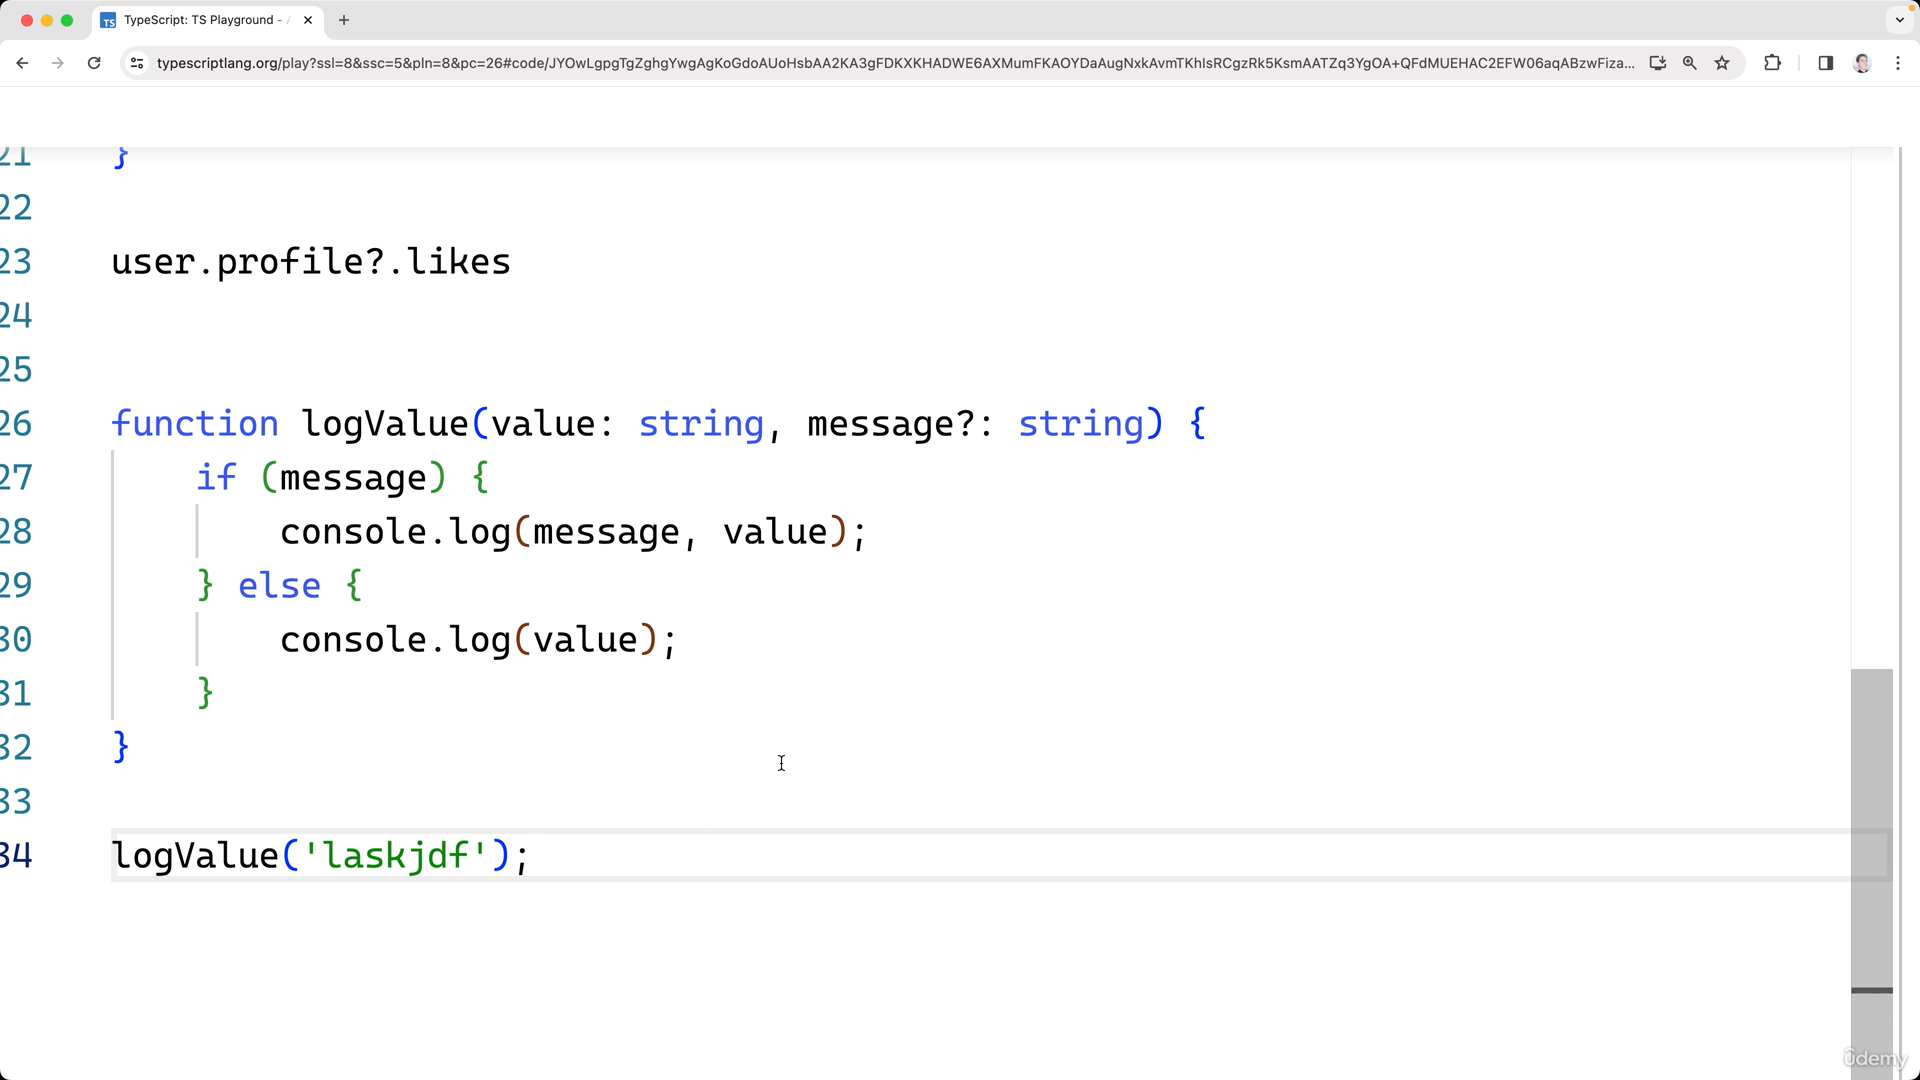 TypeScript: TS Playground -
typescriptlang.org/play?ssl=8&ssc=5&pln=8&pc=26#code/JYOwLgpgTgZghgYwgAgKoGdoAUoHsbAA2KA3gFDKXKHADWE6AXMumFKAOYDaAugNxkAvmTKhIsRCgzRk5KsmAATZq3YgOA+QFdMUEHAC2EFW06aqABzwFiza...
21 }
22
23 user.profile?.likes
24
25
26 function logValue(value: string, message?: string) {
27 if (message) {
28 console.log(message, value);
29 } else {
30 console.log(value);
31 }
32 }
33
34 logValue('laskjdf');
ûdemy